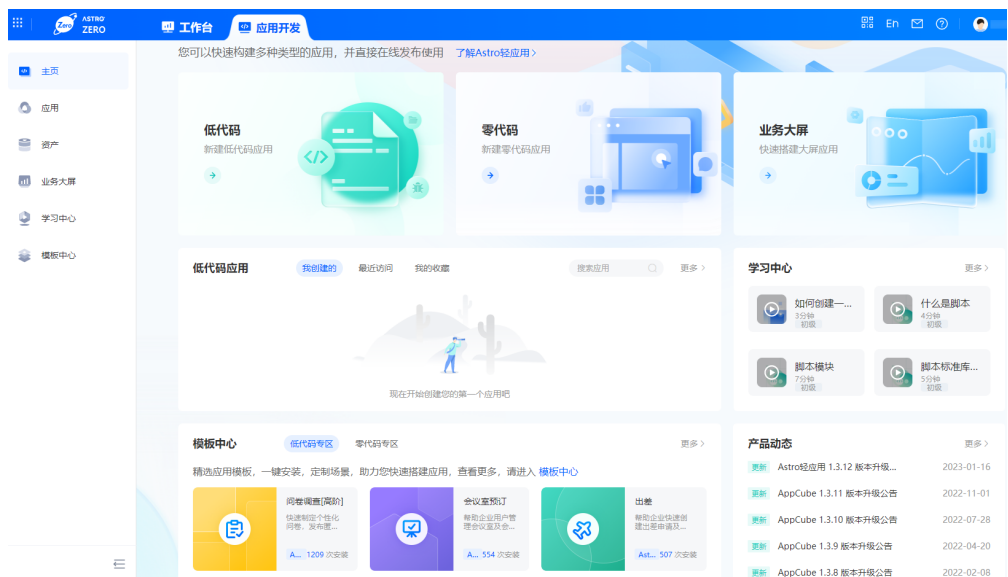 Zero
ASTRO
ZERO
工作台
应用开发
En
您可以快速构建多种类型的应用，并直接在线发布使用 了解Astro轻应用>
主页
应用
资产
业务大屏
学习中心
模板中心
低代码
新建低代码应用
零代码
新建零代码应用
业务大屏
快速搭建大屏应用
低代码应用
我创建的
最近访问
我的收藏
搜索应用
更多 >
现在开始创建您的第一个应用吧
学习中心
更多 >
如何创建一...
3分钟
初级
什么是脚本
4分钟
初级
脚本模块
7分钟
初级
脚本标准库...
5分钟
初级
模板中心
低代码专区
零代码专区
更多 >
精选应用模板，一键安装，定制场景，助力您快速搭建应用，查看更多，请进入 模板中心
问卷调查[高阶]
快速制定个性化
问卷、发布匿...
A... 1209 次安装
会议室预订
帮助企业用户管
理会议室及会...
A... 554 次安装
出差
帮助企业快速创
建出差申请及...
Ast... 507 次安装
产品动态
更多 >
更新 Astro轻应用 1.3.12 版本升级... 2023-01-16
更新 AppCube 1.3.11 版本升级公告 2022-11-01
更新 AppCube 1.3.10 版本升级公告 2022-07-28
更新 AppCube 1.3.9 版本升级公告 2022-04-20
更新 AppCube 1.3.8 版本升级公告 2022-02-08